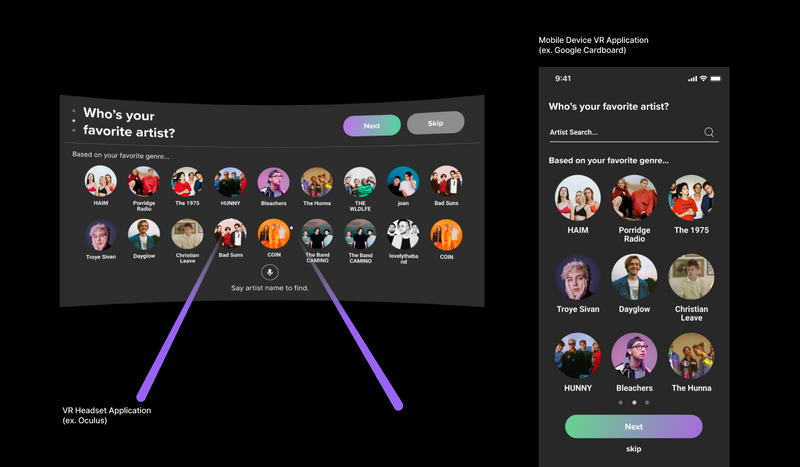 Mobile Device VR Application
(ex. Google Cardboard)
Who's your
favorite artist?
Next
Skip
Based on your favorite genre...
HAIM
Porridge
Radio
The 1975
HUNNY
Bleachers
The Hunna
THE
WLDLFE
joan
Bad Suns
Troye Sivan
Dayglow
Christian
Leave
Bad Suns
COIN
The Band
CAMINO
The Band
CAMINO
lovelytheba
nd
COIN
Say artist name to find.
VR Headset Application
(ex. Oculus)
9:41
Who's your favorite artist?
Artist Search...
Based on your favorite genre...
HAIM
Porridge
Radio
The 1975
Troye Sivan
Dayglow
Christian
Leave
HUNNY
Bleachers
The Hunna
Next
skip